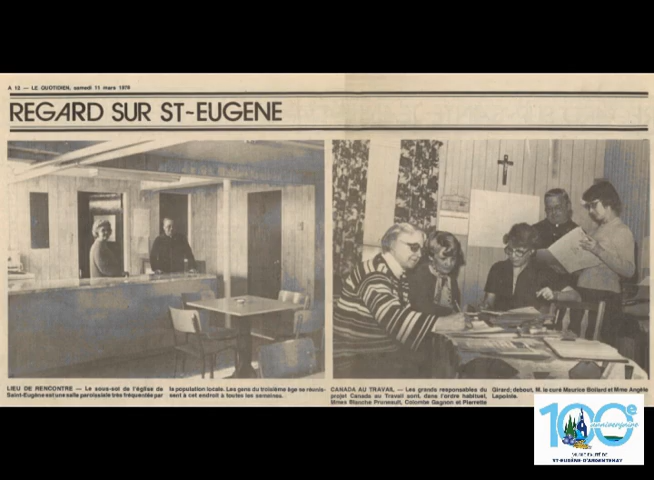 A 12 — LE QUOTIDIEN, samedi 11 mars 1978
REGARD SUR ST-EUGÈNE
LIEU DE RENCONTRE — Le sous-sol de l'église de
Saint-Eugène est une salle paroissiale très fréquentée par
la population locale. Les gens du troisième âge se réunis-
sent à cet endroit à toutes les semaines.
CANADA AU TRAVAIL — Les grands responsables du
projet Canada au Travail sont, dans l'ordre habituel,
Mmes Blanche Pruneault, Colombe Gagnon et Pierrette
Girard; debout, M. le curé Maurice Boliard et Mme Angèle
Lapointe.
100e
anniversaire
ST-EUGÈNE-D'ARGENTENAY